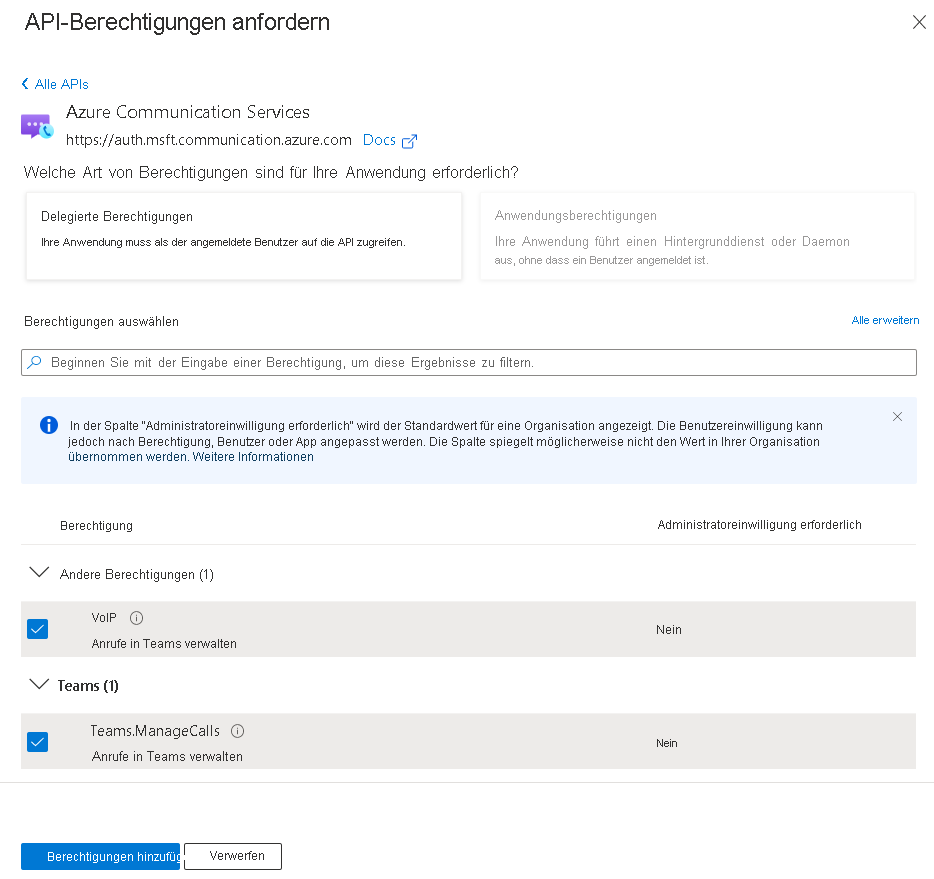 API-Berechtigungen anfordern
Alle APIs
Azure Communication Services
https://auth.msft.communication.azure.com Docs
Welche Art von Berechtigungen sind für Ihre Anwendung erforderlich?
Delegierte Berechtigungen
Ihre Anwendung muss als der angemeldete Benutzer auf die API zugreifen.
Anwendungsberechtigungen
Ihre Anwendung führt einen Hintergrunddienst oder Daemon
aus, ohne dass ein Benutzer angemeldet ist.
Berechtigungen auswählen
Alle erweitern
Beginnen Sie mit der Eingabe einer Berechtigung, um diese Ergebnisse zu filtern.
In der Spalte "Administratoreinwilligung erforderlich" wird der Standardwert für eine Organisation angezeigt. Die Benutzereinwilligung kann
jedoch nach Berechtigung, Benutzer oder App angepasst werden. Die Spalte spiegelt möglicherweise nicht den Wert in Ihrer Organisation
übernommen werden. Weitere Informationen
Berechtigung
Administratoreinwilligung erforderlich
Andere Berechtigungen (1)
VoIP
Anrufe in Teams verwalten
Nein
Teams (1)
Teams.ManageCalls
Anrufe in Teams verwalten
Nein
Berechtigungen hinzufüg
Verwerfen